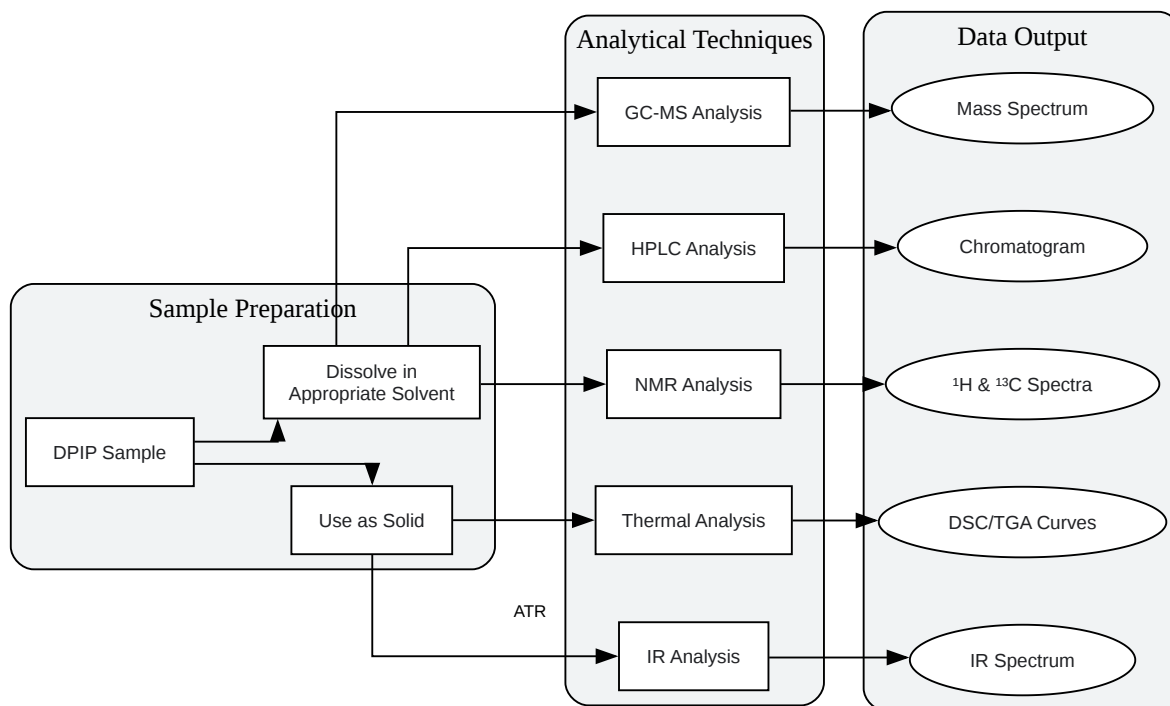 Analytical Techniques
Data Output
GC-MS Analysis
Mass Spectrum
HPLC Analysis
Chromatogram
Sample Preparation
Dissolve in
Appropriate Solvent
NMR Analysis
¹H & ¹³C Spectra
DPIP Sample
Use as Solid
Thermal Analysis
DSC/TGA Curves
ATR
IR Analysis
IR Spectrum